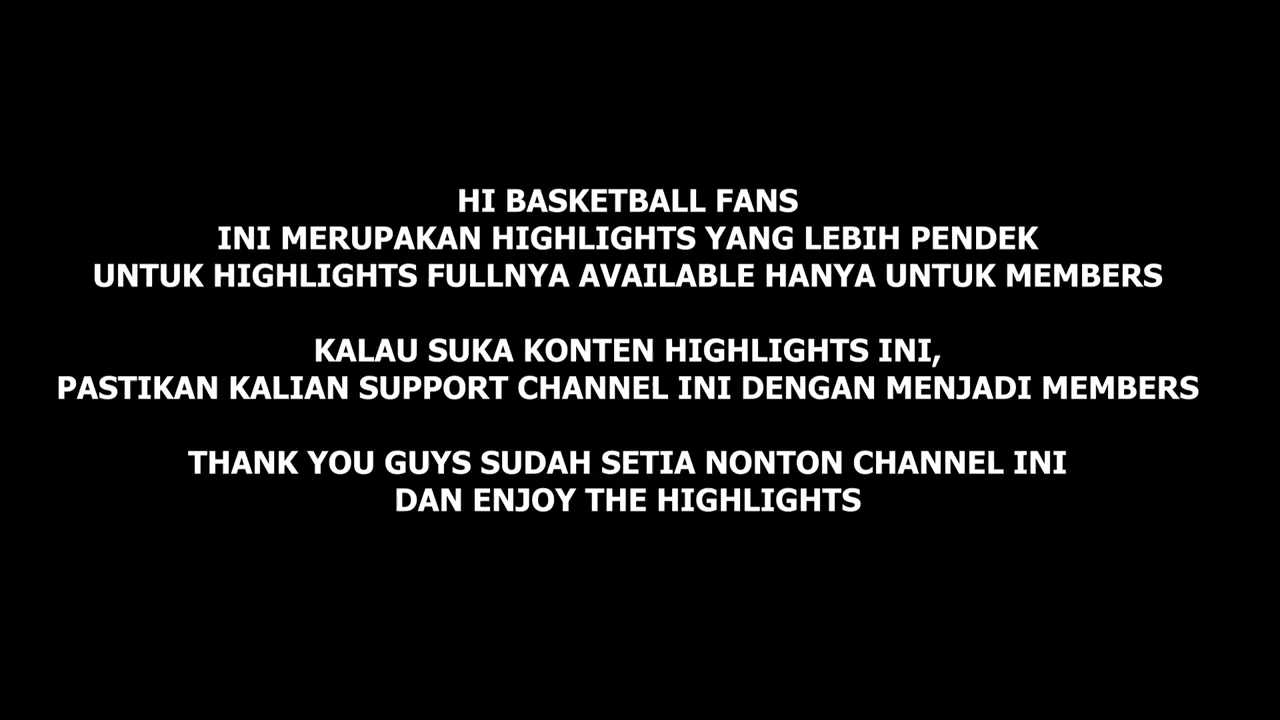 HI BASKETBALL FANS
INI MERUPAKAN HIGHLIGHTS YANG LEBIH PENDEK
UNTUK HIGHLIGHTS FULLNYA AVAILABLE HANYA UNTUK MEMBERS
KALAU SUKA KONTEN HIGHLIGHTS INI,
PASTIKAN KALIAN SUPPORT CHANNEL INI DENGAN MENJADI MEMBERS
THANK YOU GUYS SUDAH SETIA NONTON CHANNEL INI
DAN ENJOY THE HIGHLIGHTS